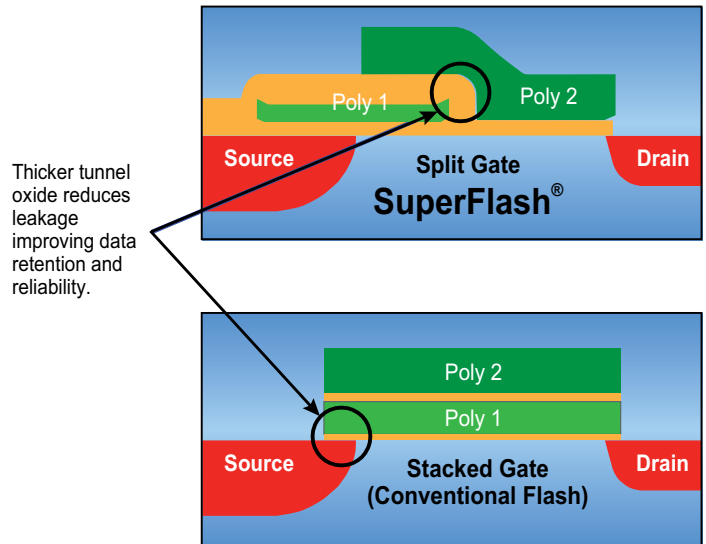 Poly 1
Poly 2
Source
Split Gate
Drain
SuperFlash®
Thicker tunnel
oxide reduces
leakage
improving data
retention and
reliability.
Poly 2
Poly 1
Source
Stacked Gate
Drain
(Conventional Flash)